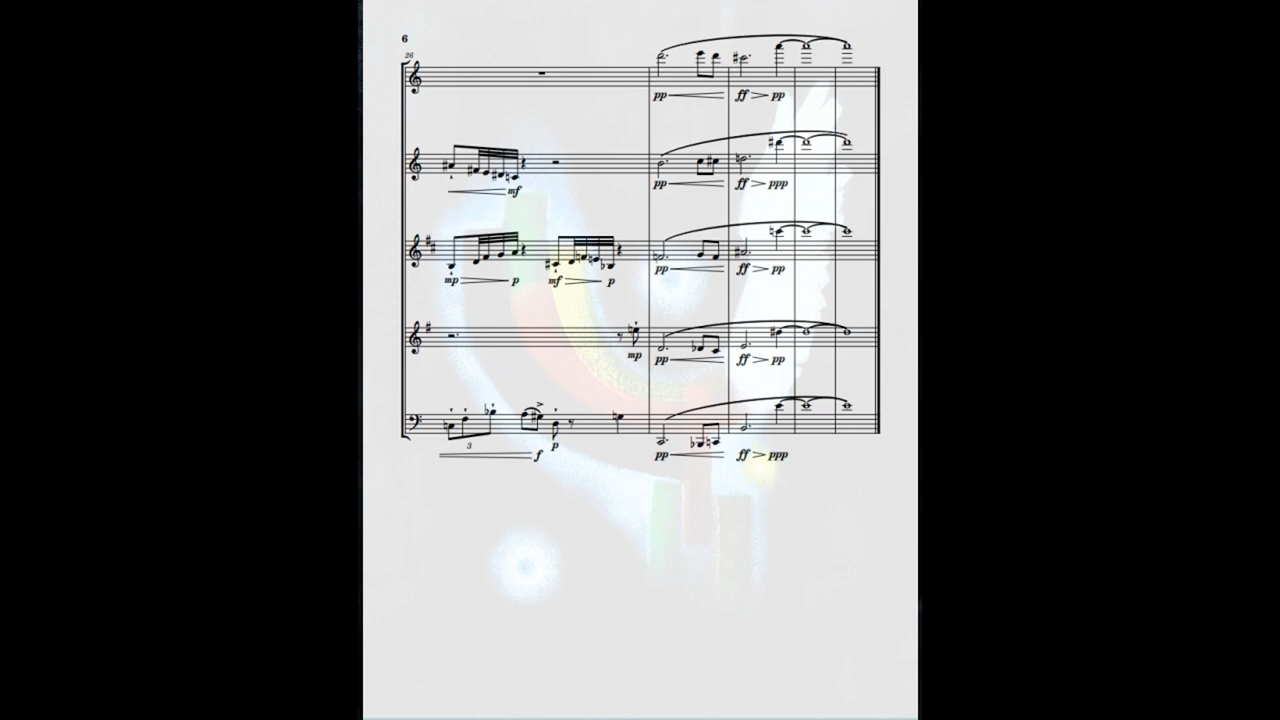 6
26
pp ff pp
pp ff ppp
mf
pp ff pp
mp p mf p
mp pp ff pp
3
f p
pp ff ppp